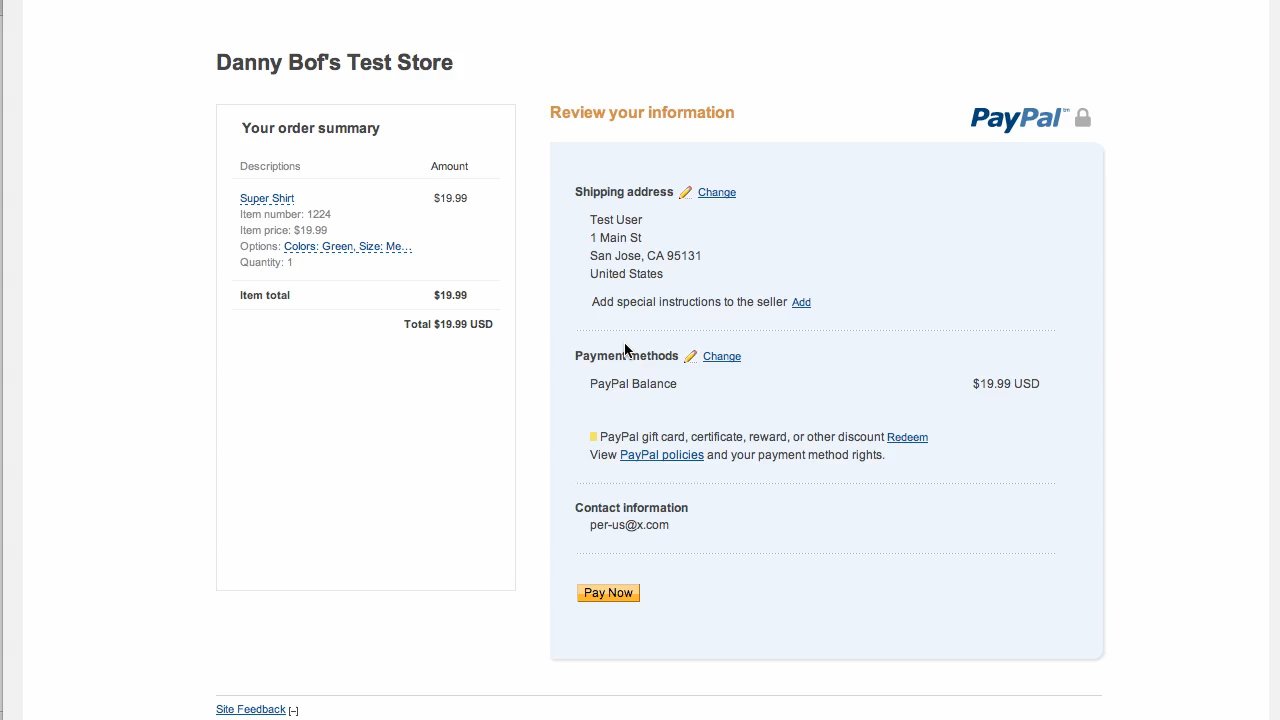 Danny Bof's Test Store
Your order summary
Descriptions Amount
Super Shirt $19.99
Item number: 1224
Item price: $19.99
Options: Colors: Green, Size: Me...
Quantity: 1
Item total $19.99
Total $19.99 USD
Review your information
PayPal™
Shipping address Change
Test User
1 Main St
San Jose, CA 95131
United States
Add special instructions to the seller Add
Payment methods Change
PayPal Balance $19.99 USD
PayPal gift card, certificate, reward, or other discount Redeem
View PayPal policies and your payment method rights.
Contact information
per-us@x.com
Pay Now
Site Feedback [–]